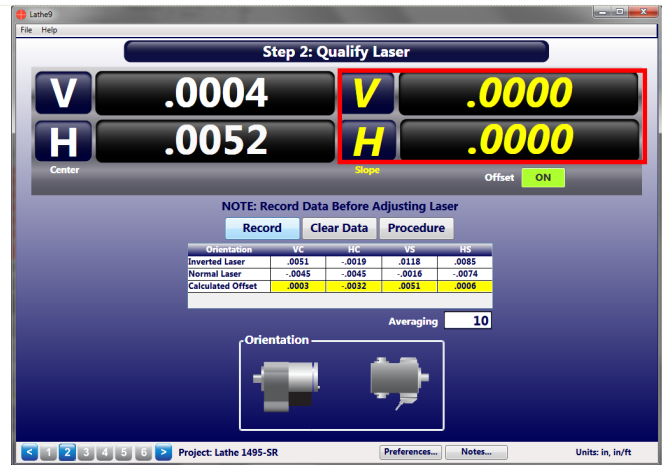 Lathe9
File Help
Step 2: Qualify Laser
V .0004 V .0000
H .0052 H .0000
Center Slope Offset ON
NOTE: Record Data Before Adjusting Laser
Record Clear Data Procedure
Orientation VC HC VS HS
Inverted Laser .0051 -.0019 .0118 .0085
Normal Laser -.0045 -.0045 -.0016 -.0074
Calculated Offset .0003 -.0032 .0051 .0006
Averaging 10
Orientation
< 1 2 3 4 5 6 > Project: Lathe 1495-SR Preferences... Notes... Units: in, in/ft